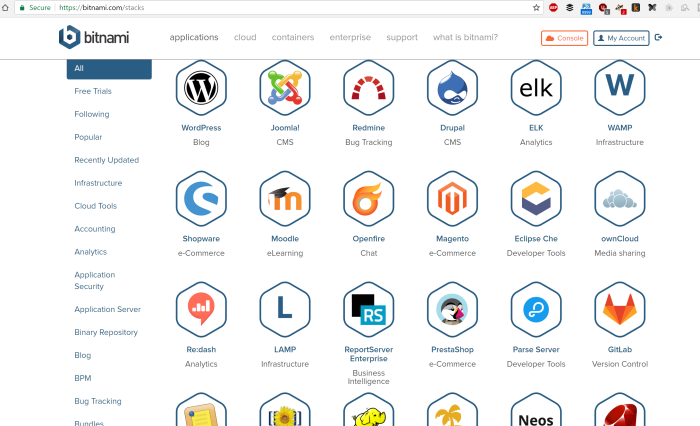 Secure https://bitnami.com/stacks
bitnami applications cloud containers enterprise support what is bitnami? Console My Account
All
Free Trials
Following
Popular
Recently Updated
Infrastructure
Cloud Tools
Accounting
Analytics
Application
Security
Application Server
Binary Repository
Blog
BPM
Bug Tracking
Bundles
elk W
WordPress Joomla! Redmine Drupal ELK WAMP
Blog CMS Bug Tracking CMS Analytics Infrastructure
m
Shopware Moodle Openfire Magento Eclipse Che ownCloud
e-Commerce eLearning Chat e-Commerce Developer Tools Media sharing
L RS
Re:dash LAMP ReportServer PrestaShop Parse Server GitLab
Enterprise
Analytics Infrastructure e-Commerce Developer Tools Version Control
Business
Intelligence
Neos